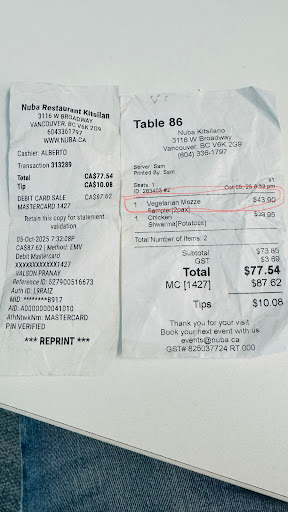 Nuba Restaurant Kitsilan
3116 W BROADWAY
VANCOUVER, BC V6K 2G9
6043361797
WWW.NUBA.CA
Cashier: ALBERTO
Transaction 313289
Total CA$77.54
Tip CA$10.08
DEBIT CARD SALE CA$87.62
MASTERCARD 1427
Retain this copy for statement
validation
05-Oct-2025 7:32:08P
CA$87.62 | Method: EMV
Debit Mastercard
XXXXXXXXXXXX1427
VALSON PRANAY
Reference ID: 527900516673
Auth ID: L9RAIZ
MID: ********8917
AID: A0000000041010
AthNtwkNm: MASTERCARD
PIN VERIFIED
*** REPRINT ***
Table 86
Nuba Kitsilano
3116 W Broadway
Vancouver, BC V6K 2G9
(604) 336-1797
Server: Sam
Printed By: Sam
Seats: 1
ID: #2
1 Vegetarian Mezze $43.90
Sampler(2pax)
1 Chicken $29.95
Shwarma[Potatoes]
Total Number of Items: 2
Subtotal $73.85
GST $3.69
Total $77.54
MC [1427] $87.62
Tips $10.08
Thank you for your visit
Book your next event with us
events@nuba.ca
GST# 825037724 RT 000